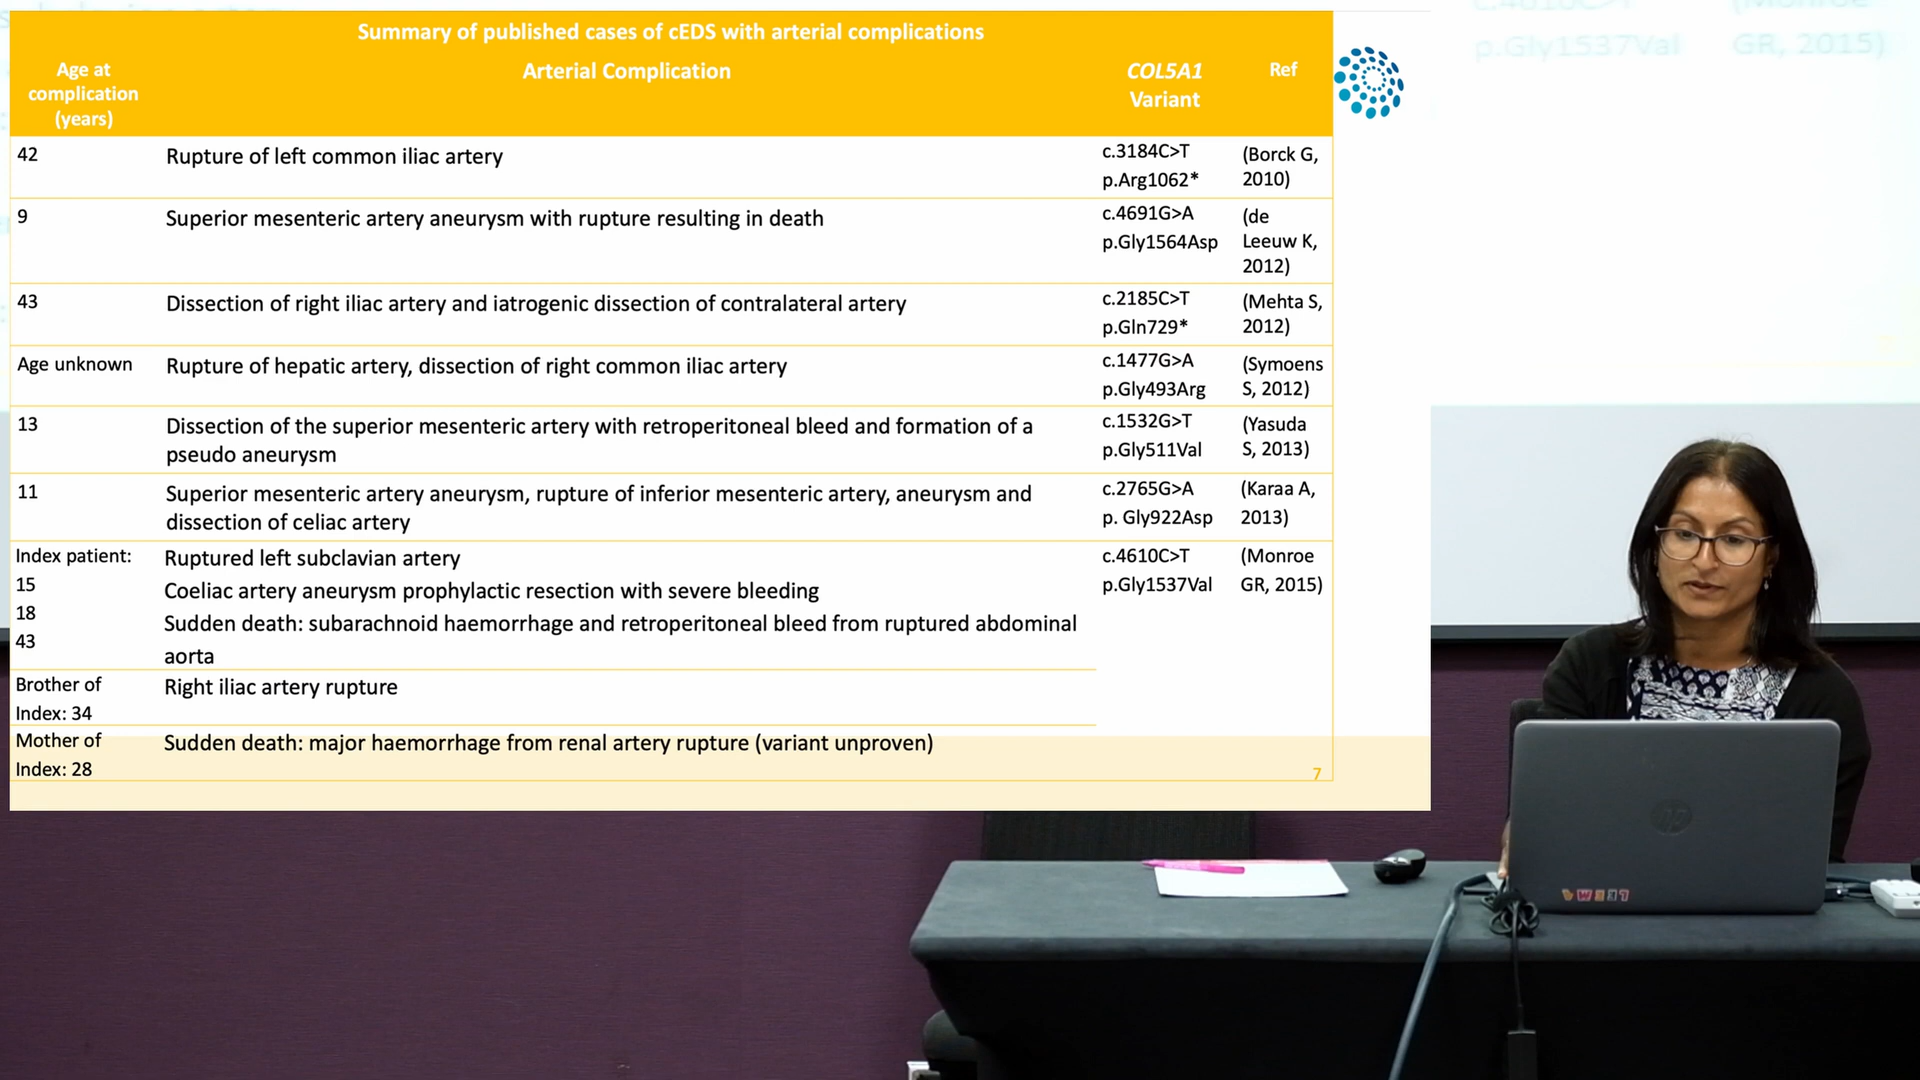 Summary of published cases of cEDS with arterial complications
Age at
complication
(years)
Arterial Complication
COL5A1
Variant
Ref
42
Rupture of left common iliac artery
c.3184C>T
p.Arg1062*
(Borck G,
2010)
9
Superior mesenteric artery aneurysm with rupture resulting in death
c.4691G>A
p.Gly1564Asp
(de
Leeuw K,
2012)
43
Dissection of right iliac artery and iatrogenic dissection of contralateral artery
c.2185C>T
p.Gln729*
(Mehta S,
2012)
Age unknown
Rupture of hepatic artery, dissection of right common iliac artery
c.1477G>A
p.Gly493Arg
(Symoens
S, 2012)
13
Dissection of the superior mesenteric artery with retroperitoneal bleed and formation of a
pseudo aneurysm
c.1532G>T
p.Gly511Val
(Yasuda
S, 2013)
11
Superior mesenteric artery aneurysm, rupture of inferior mesenteric artery, aneurysm and
dissection of celiac artery
c.2765G>A
p. Gly922Asp
(Karaa A,
2013)
Index patient:
15
18
43
Ruptured left subclavian artery
Coeliac artery aneurysm prophylactic resection with severe bleeding
Sudden death: subarachnoid haemorrhage and retroperitoneal bleed from ruptured abdominal
aorta
c.4610C>T
p.Gly1537Val
(Monroe
GR, 2015)
Brother of
Index: 34
Right iliac artery rupture
Mother of
Index: 28
Sudden death: major haemorrhage from renal artery rupture (variant unproven)
7
p.Gly1537Val
GR, 2015)
hp